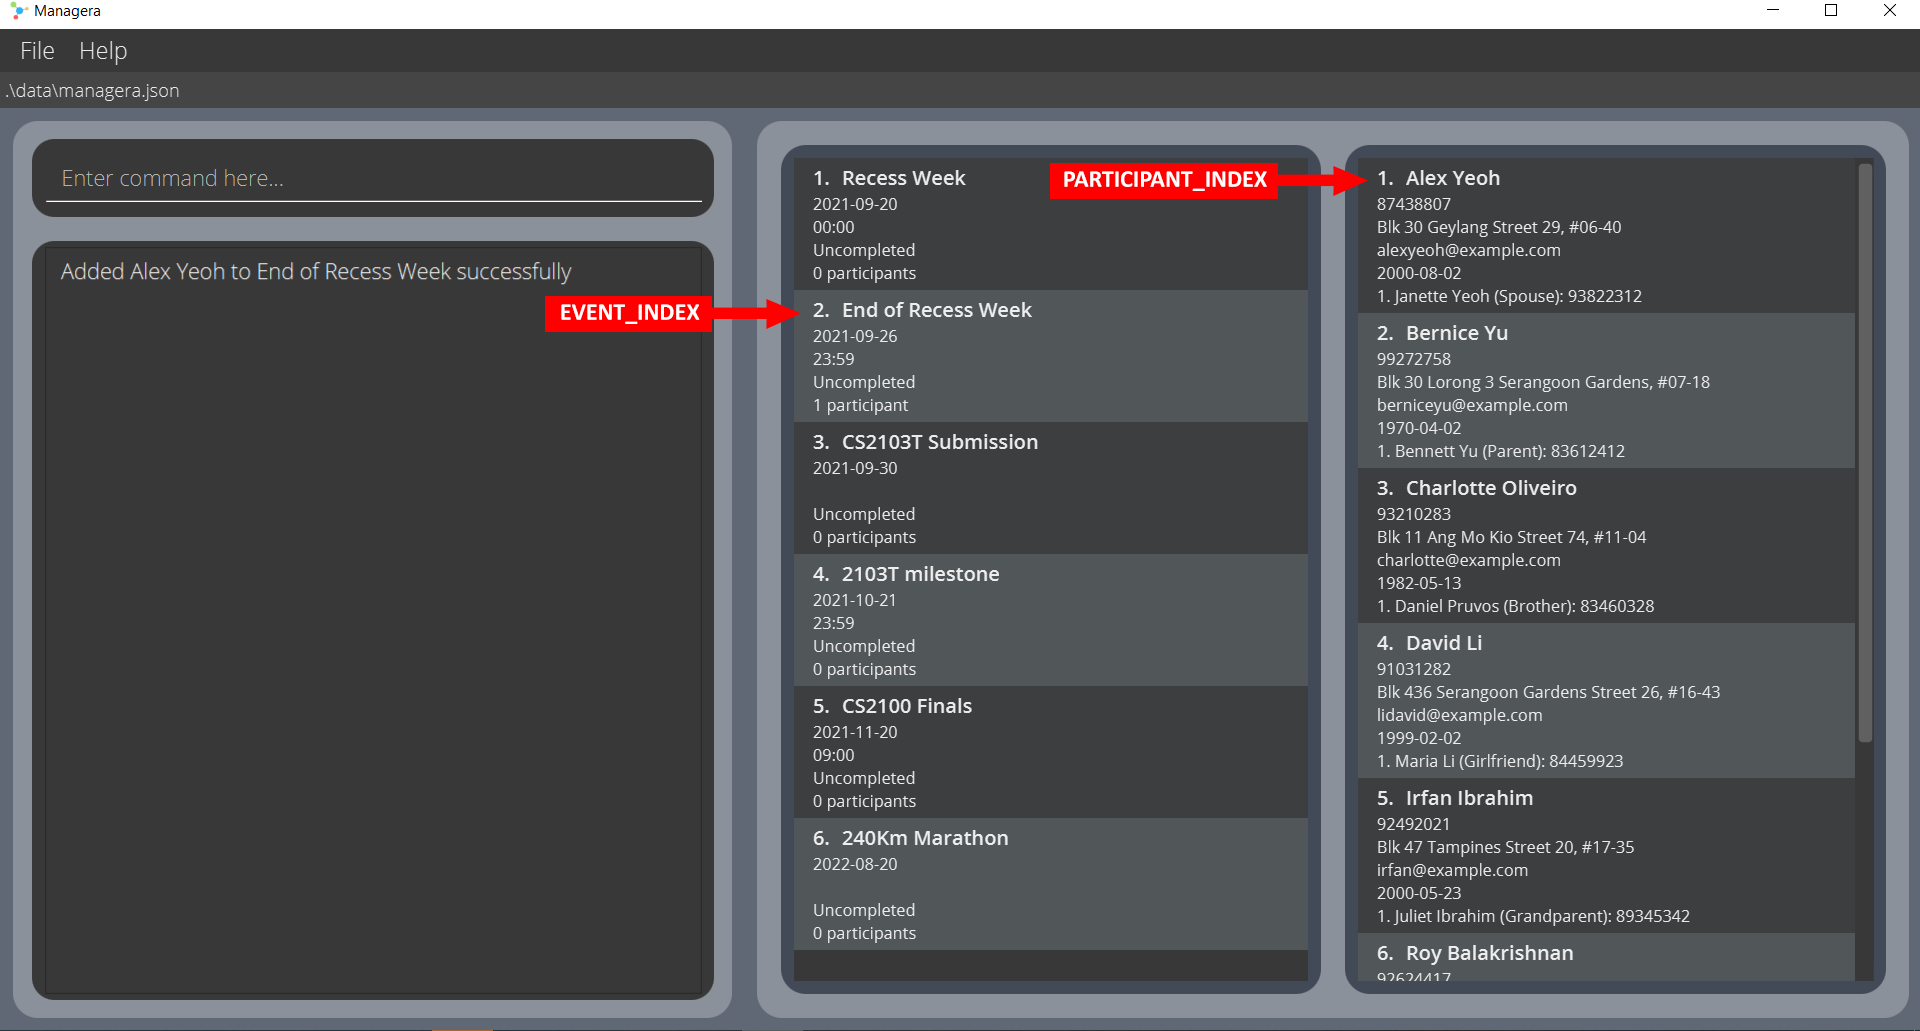 Managera
File Help
.\data\managera.json
Enter command here...
Added Alex Yeoh to End of Recess Week successfully
EVENT_INDEX
1. Recess Week
2021-09-20
00:00
Uncompleted
0 participants
2. End of Recess Week
2021-09-26
23:59
Uncompleted
1 participant
3. CS2103T Submission
2021-09-30
Uncompleted
0 participants
4. 2103T milestone
2021-10-21
23:59
Uncompleted
0 participants
5. CS2100 Finals
2021-11-20
09:00
Uncompleted
0 participants
6. 240Km Marathon
2022-08-20
Uncompleted
0 participants
PARTICIPANT_INDEX
1. Alex Yeoh
87438807
Blk 30 Geylang Street 29, #06-40
alexyeoh@example.com
2000-08-02
1. Janette Yeoh (Spouse): 93822312
2. Bernice Yu
99272758
Blk 30 Lorong 3 Serangoon Gardens, #07-18
berniceyu@example.com
1970-04-02
1. Bennett Yu (Parent): 83612412
3. Charlotte Oliveiro
93210283
Blk 11 Ang Mo Kio Street 74, #11-04
charlotte@example.com
1982-05-13
1. Daniel Pruvos (Brother): 83460328
4. David Li
91031282
Blk 436 Serangoon Gardens Street 26, #16-43
lidavid@example.com
1999-02-02
1. Maria Li (Girlfriend): 84459923
5. Irfan Ibrahim
92492021
Blk 47 Tampines Street 20, #17-35
irfan@example.com
2000-05-23
1. Juliet Ibrahim (Grandparent): 89345342
6. Roy Balakrishnan
92624417